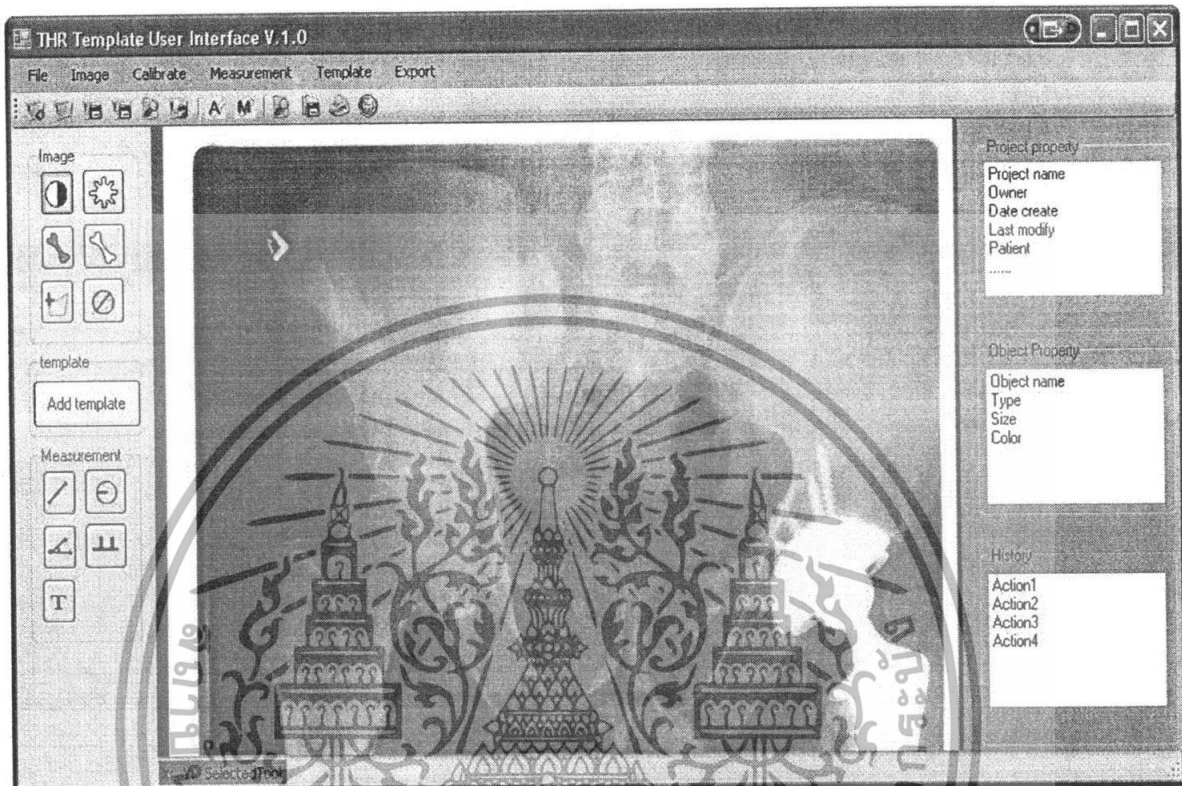 THR Template User Interface V.1.0
File Image Calibrate Measurement Template Export
A M
Image
template
Add template
Measurement
T
Project property
Project name
Owner
Date create
Last modify
Patient
......
Object Property
Object name
Type
Size
Color
History
Action1
Action2
Action3
Action4
SelectedTool